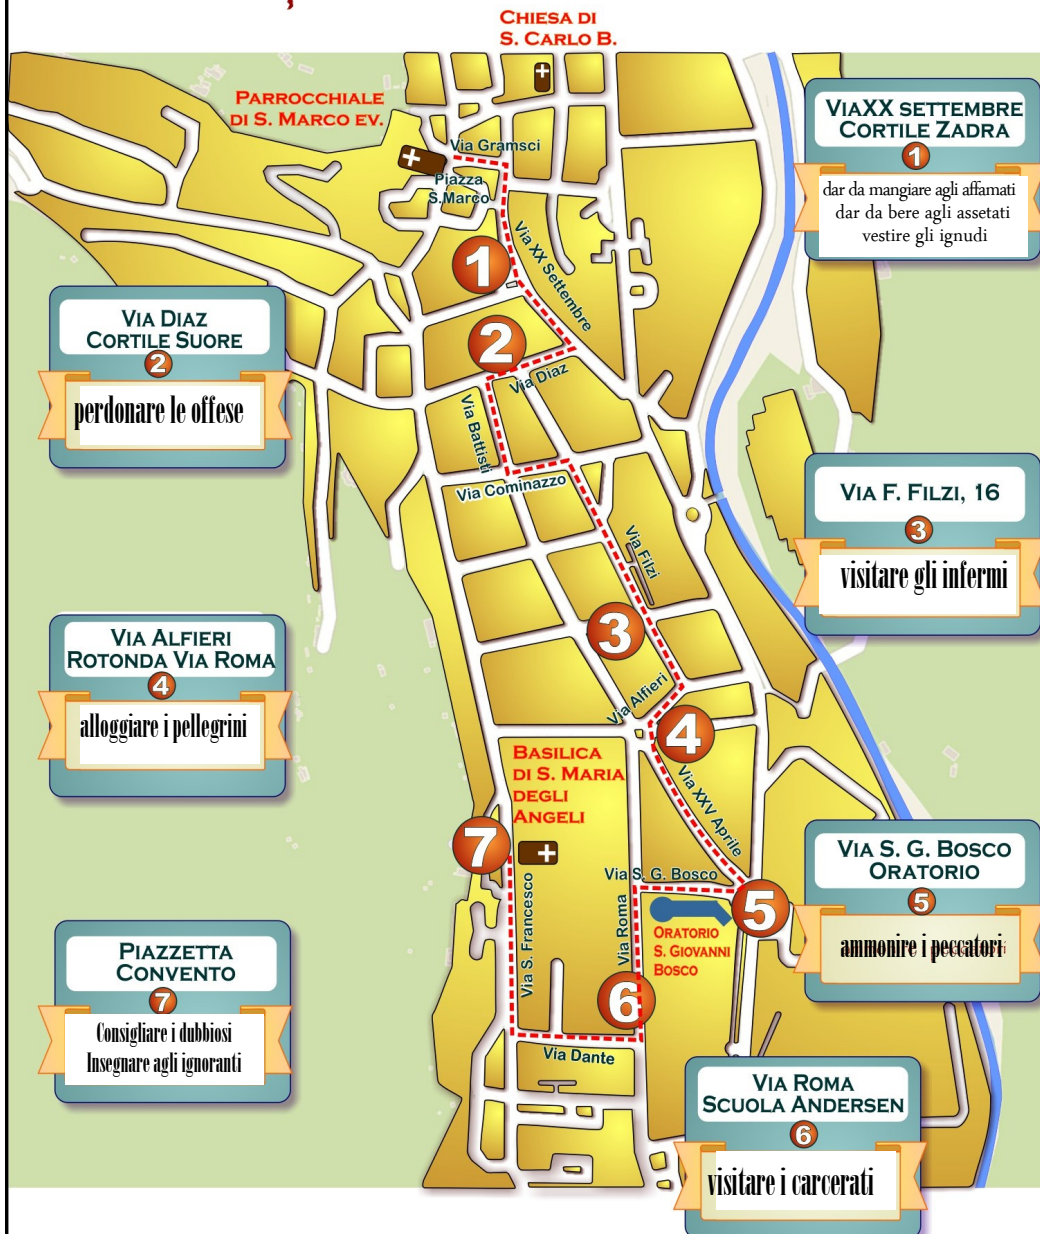 CHIESA DI
S. CARLO B.
PARROCCHIALE
DI S. MARCO EV.
Via Gramsci
Piazza
S.Marco
VIA XX SETTEMBRE
CORTILE ZADRA
1
dar da mangiare agli affamati
dar da bere agli assetati
vestire gli ignudi
1
Via XX Settembre
VIA DIAZ
CORTILE SUORE
2
perdonare le offese
2
Via Diaz
Via Battisti
Via Cominazzo
VIA F. FILZI, 16
3
visitare gli infermi
Via Filzi
3
VIA ALFIERI
ROTONDA VIA ROMA
4
alloggiare i pellegrini
Via Alfieri
4
BASILICA
DI S. MARIA
DEGLI
ANGELI
Via XXV Aprile
7
Via S. G. Bosco
VIA S. G. BOSCO
ORATORIO
5
ammonire i peccatori
5
ORATORIO
S. GIOVANNI
BOSCO
Via S. Francesco
Via Roma
PIAZZETTA
CONVENTO
7
Consigliare i dubbiosi
Insegnare agli ignoranti
6
Via Dante
VIA ROMA
SCUOLA ANDERSEN
6
visitare i carcerati